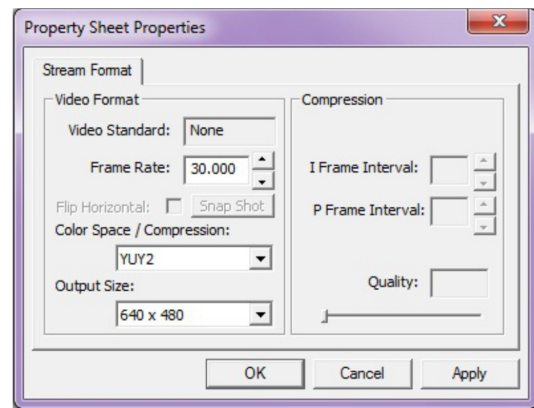 Property Sheet Properties
Stream Format
Video Format
Video Standard: None
Frame Rate: 30.000
Flip Horizontal: Snap Shot
Color Space / Compression:
YUY2
Output Size:
640 x 480
Compression
I Frame Interval:
P Frame Interval:
Quality:
OK Cancel Apply